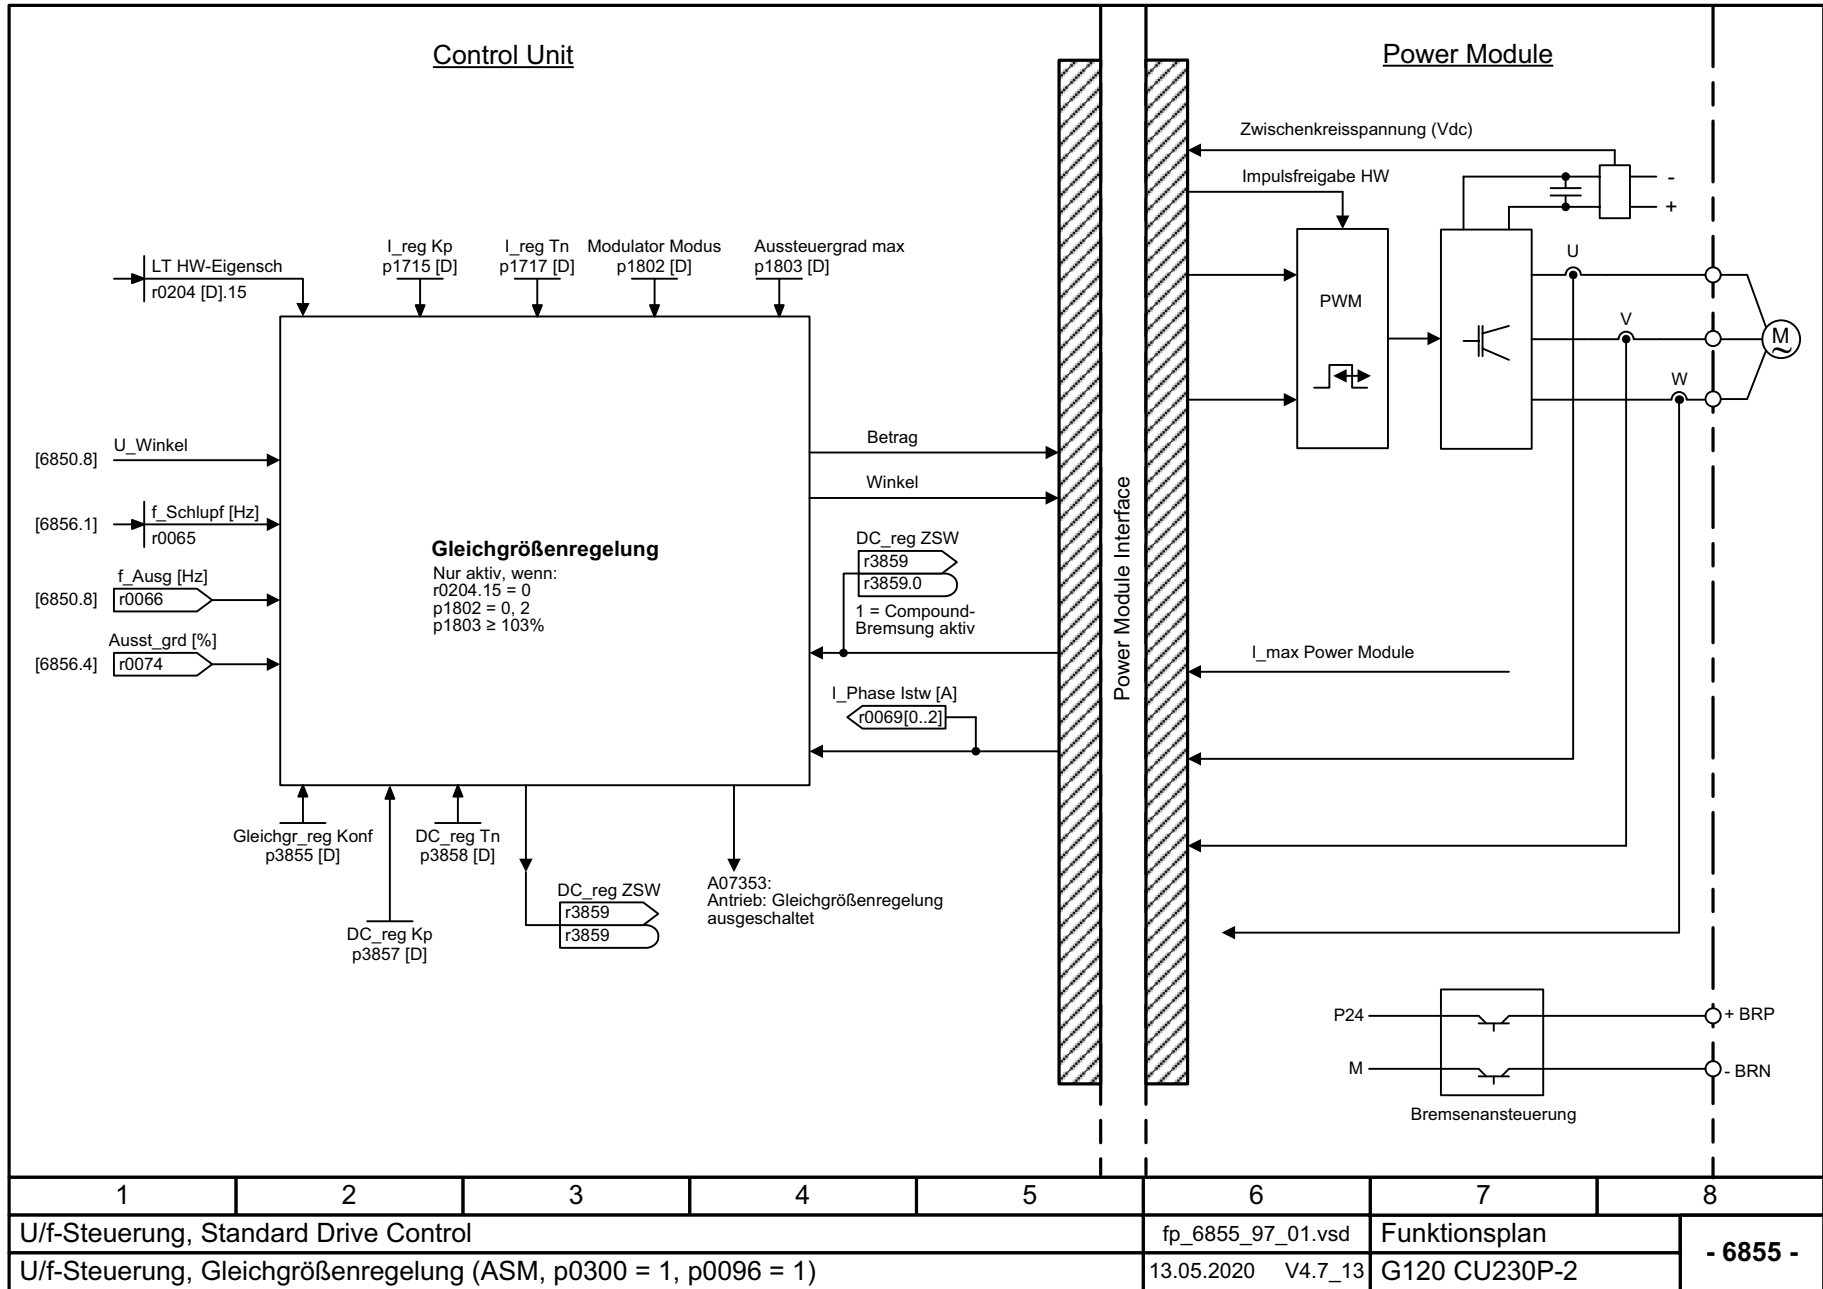 Control Unit
Power Module
Zwischenkreisspannung (Vdc)
Impulsfreigabe HW
-
+
LT HW-Eigensch
r0204 [D].15
I_reg Kp
p1715 [D]
I_reg Tn
p1717 [D]
Modulator Modus
p1802 [D]
Aussteuergrad max
p1803 [D]
U
V
W
PWM
M
~
[6850.8]
U_Winkel
[6856.1]
f_Schlupf [Hz]
r0065
f_Ausg [Hz]
[6850.8]
r0066
Ausst_grd [%]
[6856.4]
r0074
Gleichgrößenregelung
Nur aktiv, wenn:
r0204.15 = 0
p1802 = 0, 2
p1803 ≥ 103%
Betrag
Winkel
DC_reg ZSW
r3859
r3859.0
1 = Compound-
Bremsung aktiv
I_Phase Istw [A]
r0069[0..2]
Power Module Interface
I_max Power Module
Gleichgr_reg Konf
p3855 [D]
DC_reg Tn
p3858 [D]
DC_reg Kp
p3857 [D]
DC_reg ZSW
r3859
r3859
A07353:
Antrieb: Gleichgrößenregelung
ausgeschaltet
P24
+ BRP
M
- BRN
Bremsenansteuerung
1 2 3 4 5 6 7 8
U/f-Steuerung, Standard Drive Control
fp_6855_97_01.vsd
Funktionsplan
- 6855 -
U/f-Steuerung, Gleichgrößenregelung (ASM, p0300 = 1, p0096 = 1)
13.05.2020 V4.7_13
G120 CU230P-2